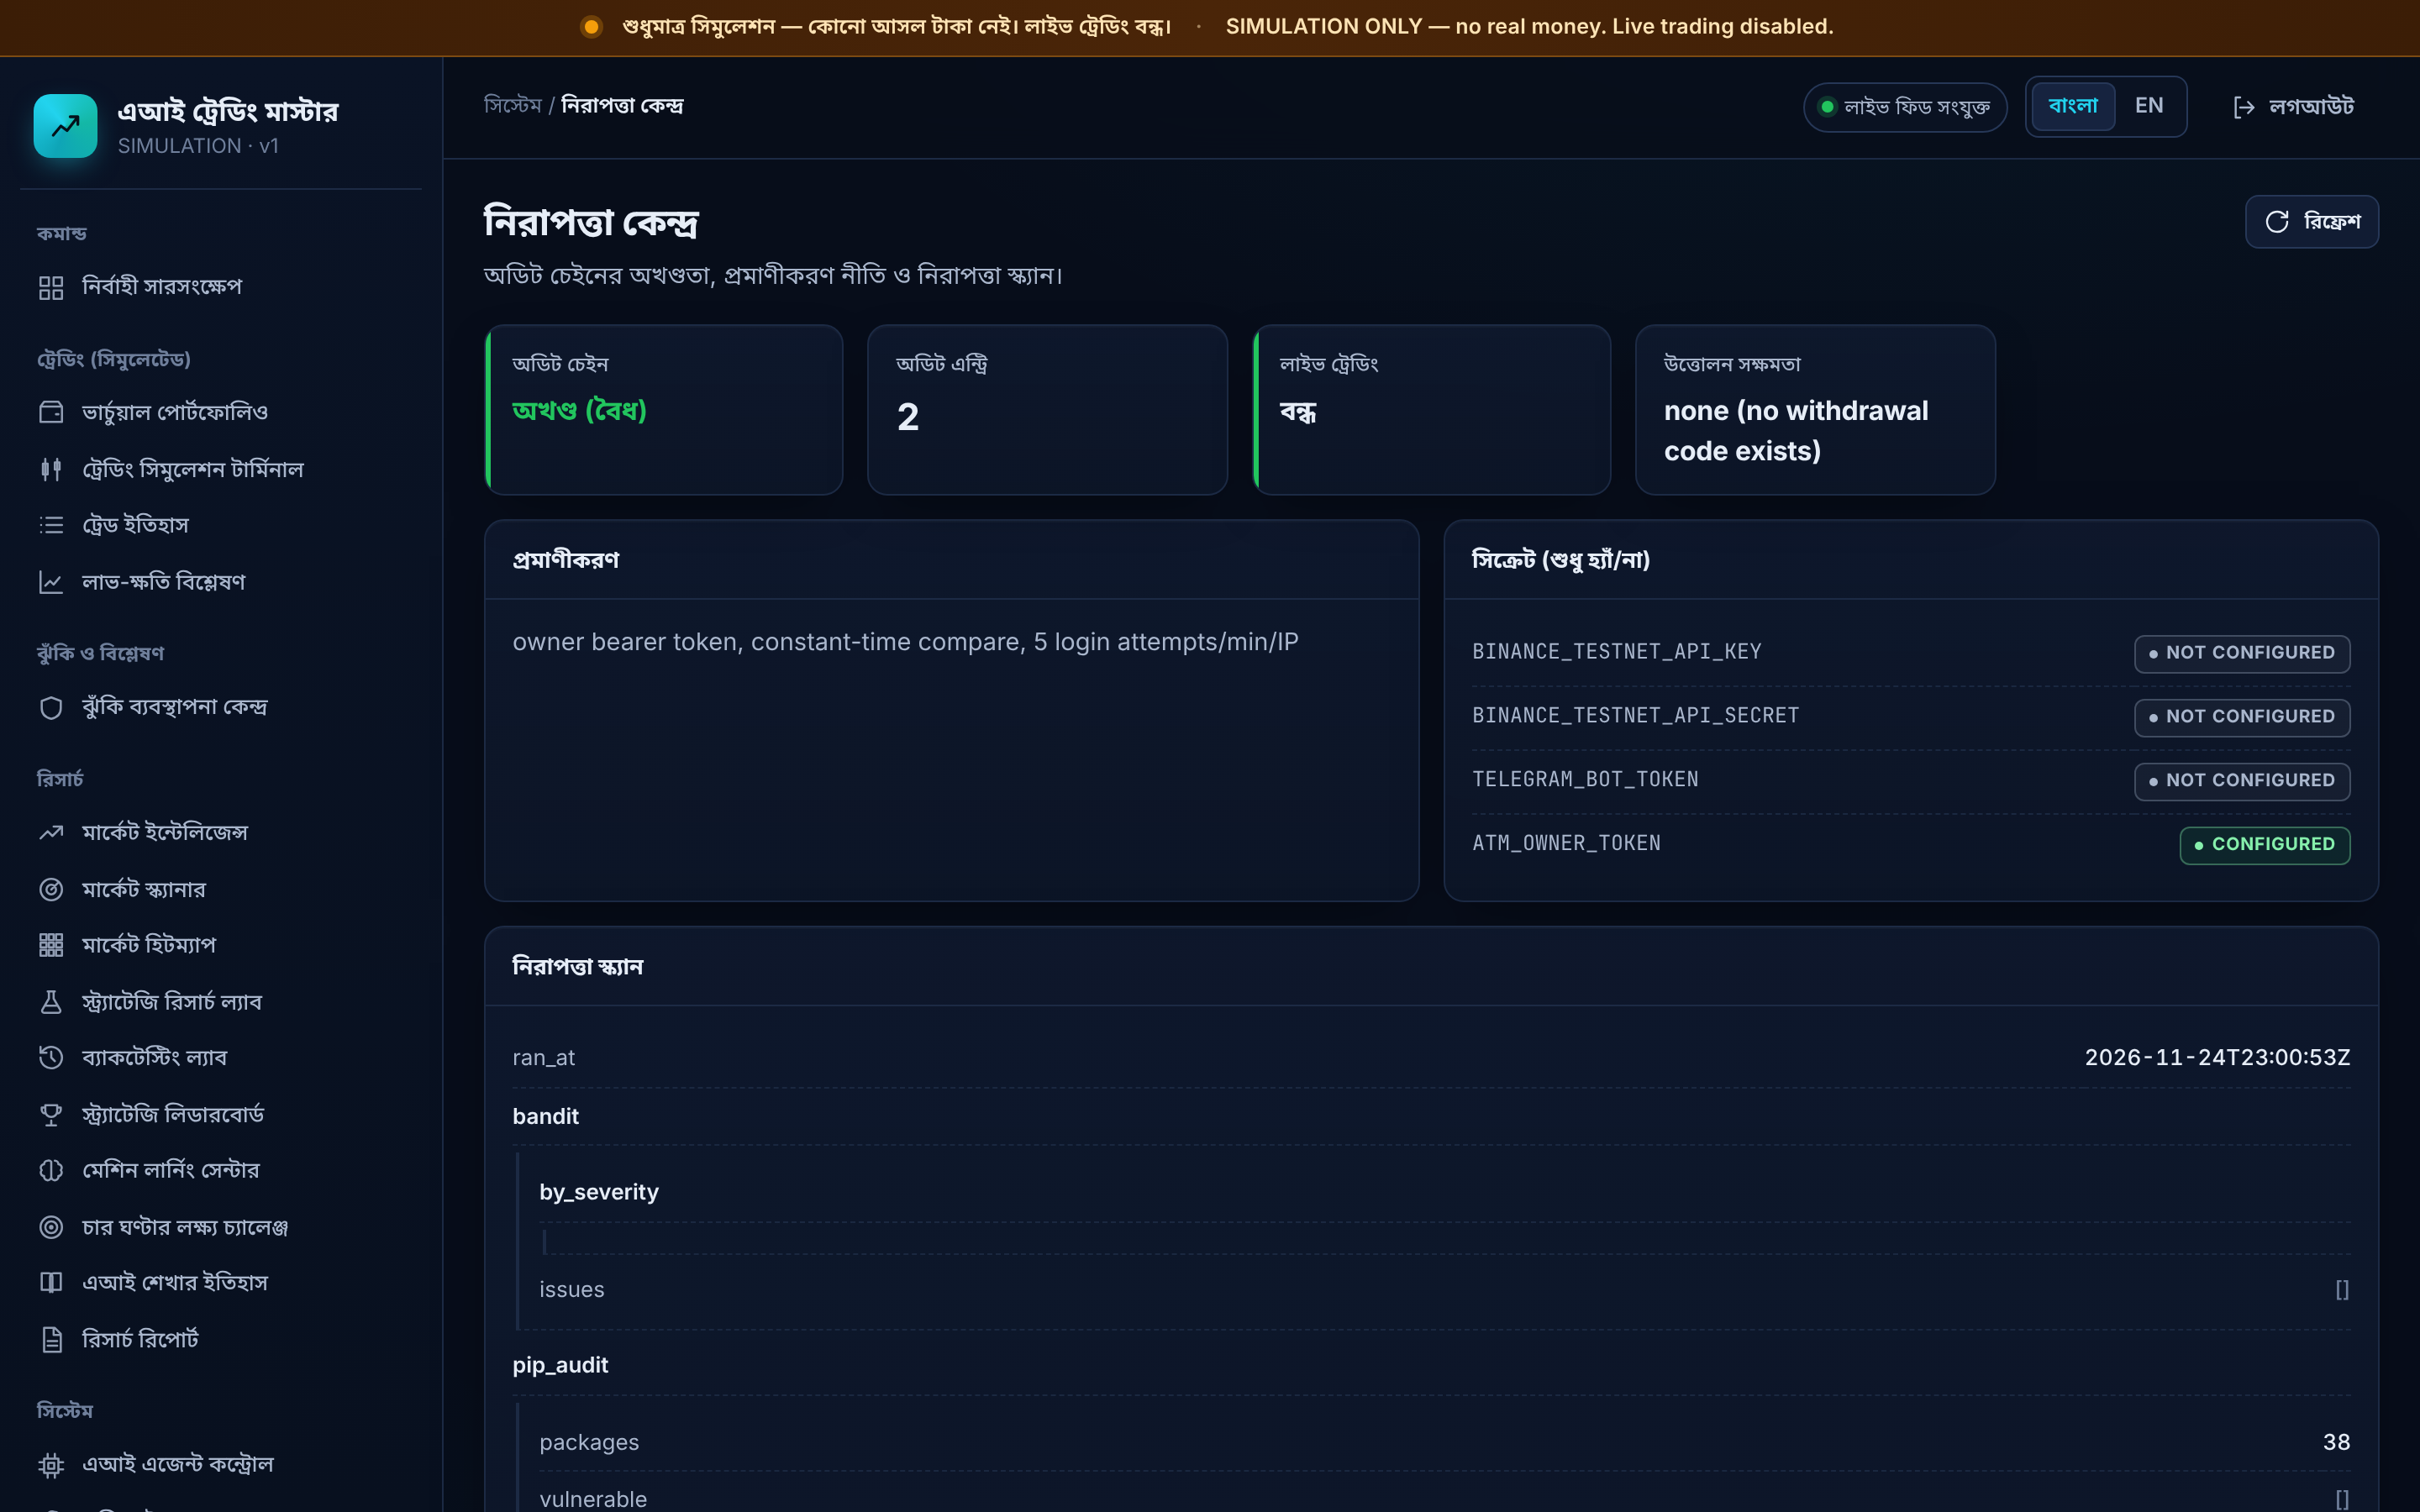 শুধুমাত্র সিমুলেশন — কোনো আসল টাকা নেই। লাইভ ট্রেডিং বন্ধ। · SIMULATION ONLY — no real money. Live trading disabled.
এআই ট্রেডিং মাস্টার
SIMULATION · v1
কমান্ড
নির্বাহী সারসংক্ষেপ
ট্রেডিং (সিমুলেটেড)
ভার্চুয়াল পোর্টফোলিও
ট্রেডিং সিমুলেশন টার্মিনাল
ট্রেড ইতিহাস
লাভ-ক্ষতি বিশ্লেষণ
ঝুঁকি ও বিশ্লেষণ
ঝুঁকি ব্যবস্থাপনা কেন্দ্র
রিসার্চ
মার্কেট ইন্টেলিজেন্স
মার্কেট স্ক্যানার
মার্কেট হিটম্যাপ
স্ট্র্যাটেজি রিসার্চ ল্যাব
ব্যাকটেস্টিং ল্যাব
স্ট্র্যাটেজি লিডারবোর্ড
মেশিন লার্নিং সেন্টার
চার ঘণ্টার লক্ষ্য চ্যালেঞ্জ
এআই শেখার ইতিহাস
রিসার্চ রিপোর্ট
সিস্টেম
এআই এজেন্ট কন্ট্রোল
সিস্টেম / নিরাপত্তা কেন্দ্র
লাইভ ফিড সংযুক্ত
বাংলা EN
লগআউট
নিরাপত্তা কেন্দ্র
রিফ্রেশ
অডিট চেইনের অখণ্ডতা, প্রমাণীকরণ নীতি ও নিরাপত্তা স্ক্যান।
অডিট চেইন
অখণ্ড (বৈধ)
অডিট এন্ট্রি
2
লাইভ ট্রেডিং
বন্ধ
উত্তোলন সক্ষমতা
none (no withdrawal
code exists)
প্রমাণীকরণ
owner bearer token, constant-time compare, 5 login attempts/min/IP
সিক্রেট (শুধু হ্যাঁ/না)
BINANCE_TESTNET_API_KEY NOT CONFIGURED
BINANCE_TESTNET_API_SECRET NOT CONFIGURED
TELEGRAM_BOT_TOKEN NOT CONFIGURED
ATM_OWNER_TOKEN CONFIGURED
নিরাপত্তা স্ক্যান
ran_at 2026-11-24T23:00:53Z
bandit
by_severity
issues []
pip_audit
packages 38
vulnerable []